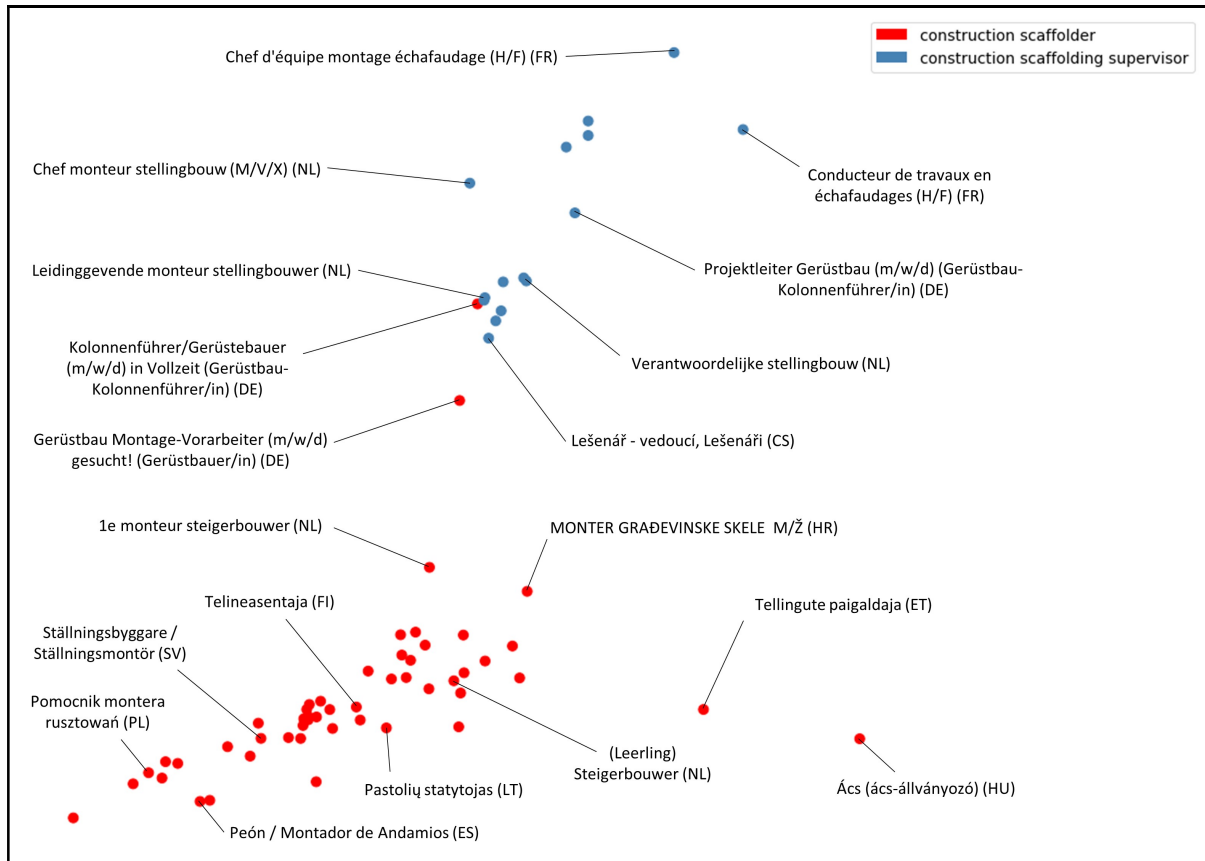 construction scaffolder
construction scaffolding supervisor
Chef d'équipe montage échafaudage (H/F) (FR)
Chef monteur stellingbouw (M/V/X) (NL)
Conducteur de travaux en
échafaudages (H/F) (FR)
Leidinggevende monteur stellingbouwer (NL)
Projektleiter Gerüstbau (m/w/d) (Gerüstbau-
Kolonnenführer/in) (DE)
Kolonnenführer/Gerüstebauer
(m/w/d) in Vollzeit (Gerüstbau-
Kolonnenführer/in) (DE)
Verantwoordelijke stellingbouw (NL)
Gerüstbau Montage-Vorarbeiter (m/w/d)
gesucht! (Gerüstbauer/in) (DE)
Lešenář - vedoucí, Lešenáři (CS)
1e monteur steigerbouwer (NL)
MONTER GRAĐEVINSKE SKELE  M/Ž (HR)
Telineasentaja (FI)
Tellingute paigaldaja (ET)
Ställningsbyggare /
Ställningsmontör (SV)
Pomocnik montera
rusztowań (PL)
(Leerling)
Steigerbouwer (NL)
Pastolių statytojas (LT)
Ács (ács-állványozó) (HU)
Peón / Montador de Andamios (ES)